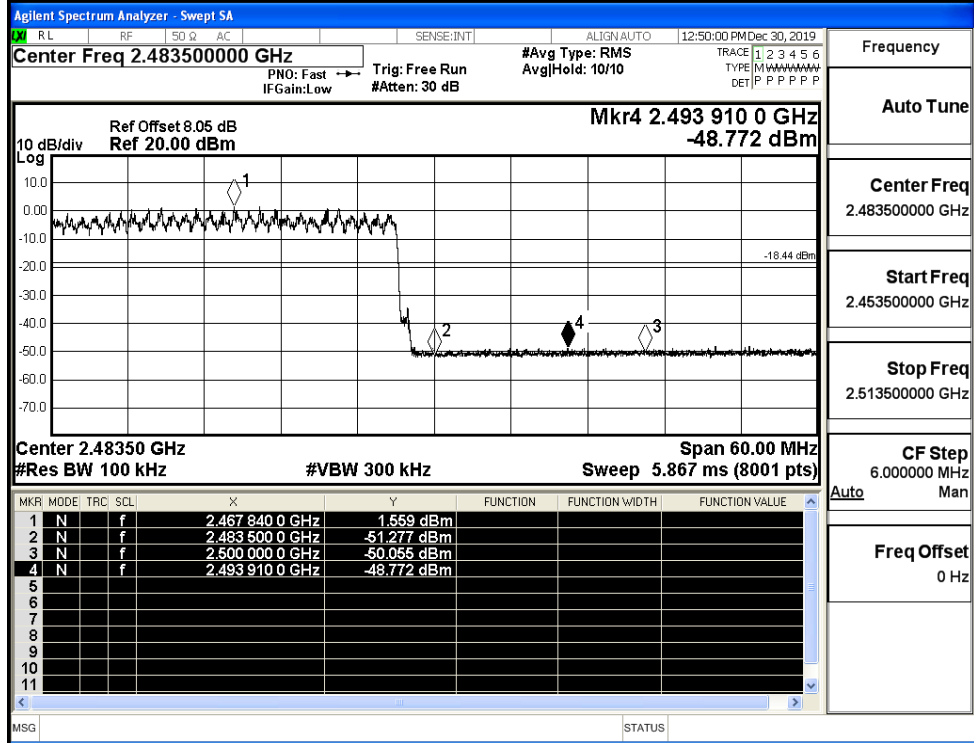 Agilent Spectrum Analyzer - Swept SA
LXI RL RF 50 Ω AC SENSE:INT ALIGN AUTO 12:50:00 PM Dec 30, 2019
Center Freq 2.483500000 GHz
PNO: Fast
IFGain:Low
Trig: Free Run
#Atten: 30 dB
#Avg Type: RMS
Avg|Hold: 10/10
TRACE 1 2 3 4 5 6
TYPE MWWWWW
DET P P P P P P
Mkr4 2.493 910 0 GHz
-48.772 dBm
Ref Offset 8.05 dB
10 dB/div Ref 20.00 dBm
Log
10.0
0.00
-10.0
-20.0
-30.0
-40.0
-50.0
-60.0
-70.0
1
-18.44 dBm
2
4
3
Center 2.48350 GHz Span 60.00 MHz
#Res BW 100 kHz #VBW 300 kHz Sweep 5.867 ms (8001 pts)
MKR MODE TRC SCL X Y FUNCTION FUNCTION WIDTH FUNCTION VALUE
1 N f 2.467 840 0 GHz 1.559 dBm
2 N f 2.483 500 0 GHz -51.277 dBm
3 N f 2.500 000 0 GHz -50.055 dBm
4 N f 2.493 910 0 GHz -48.772 dBm
5
6
7
8
9
10
11
MSG STATUS
Frequency
Auto Tune
Center Freq
2.483500000 GHz
Start Freq
2.453500000 GHz
Stop Freq
2.513500000 GHz
CF Step
6.000000 MHz
Auto Man
Freq Offset
0 Hz